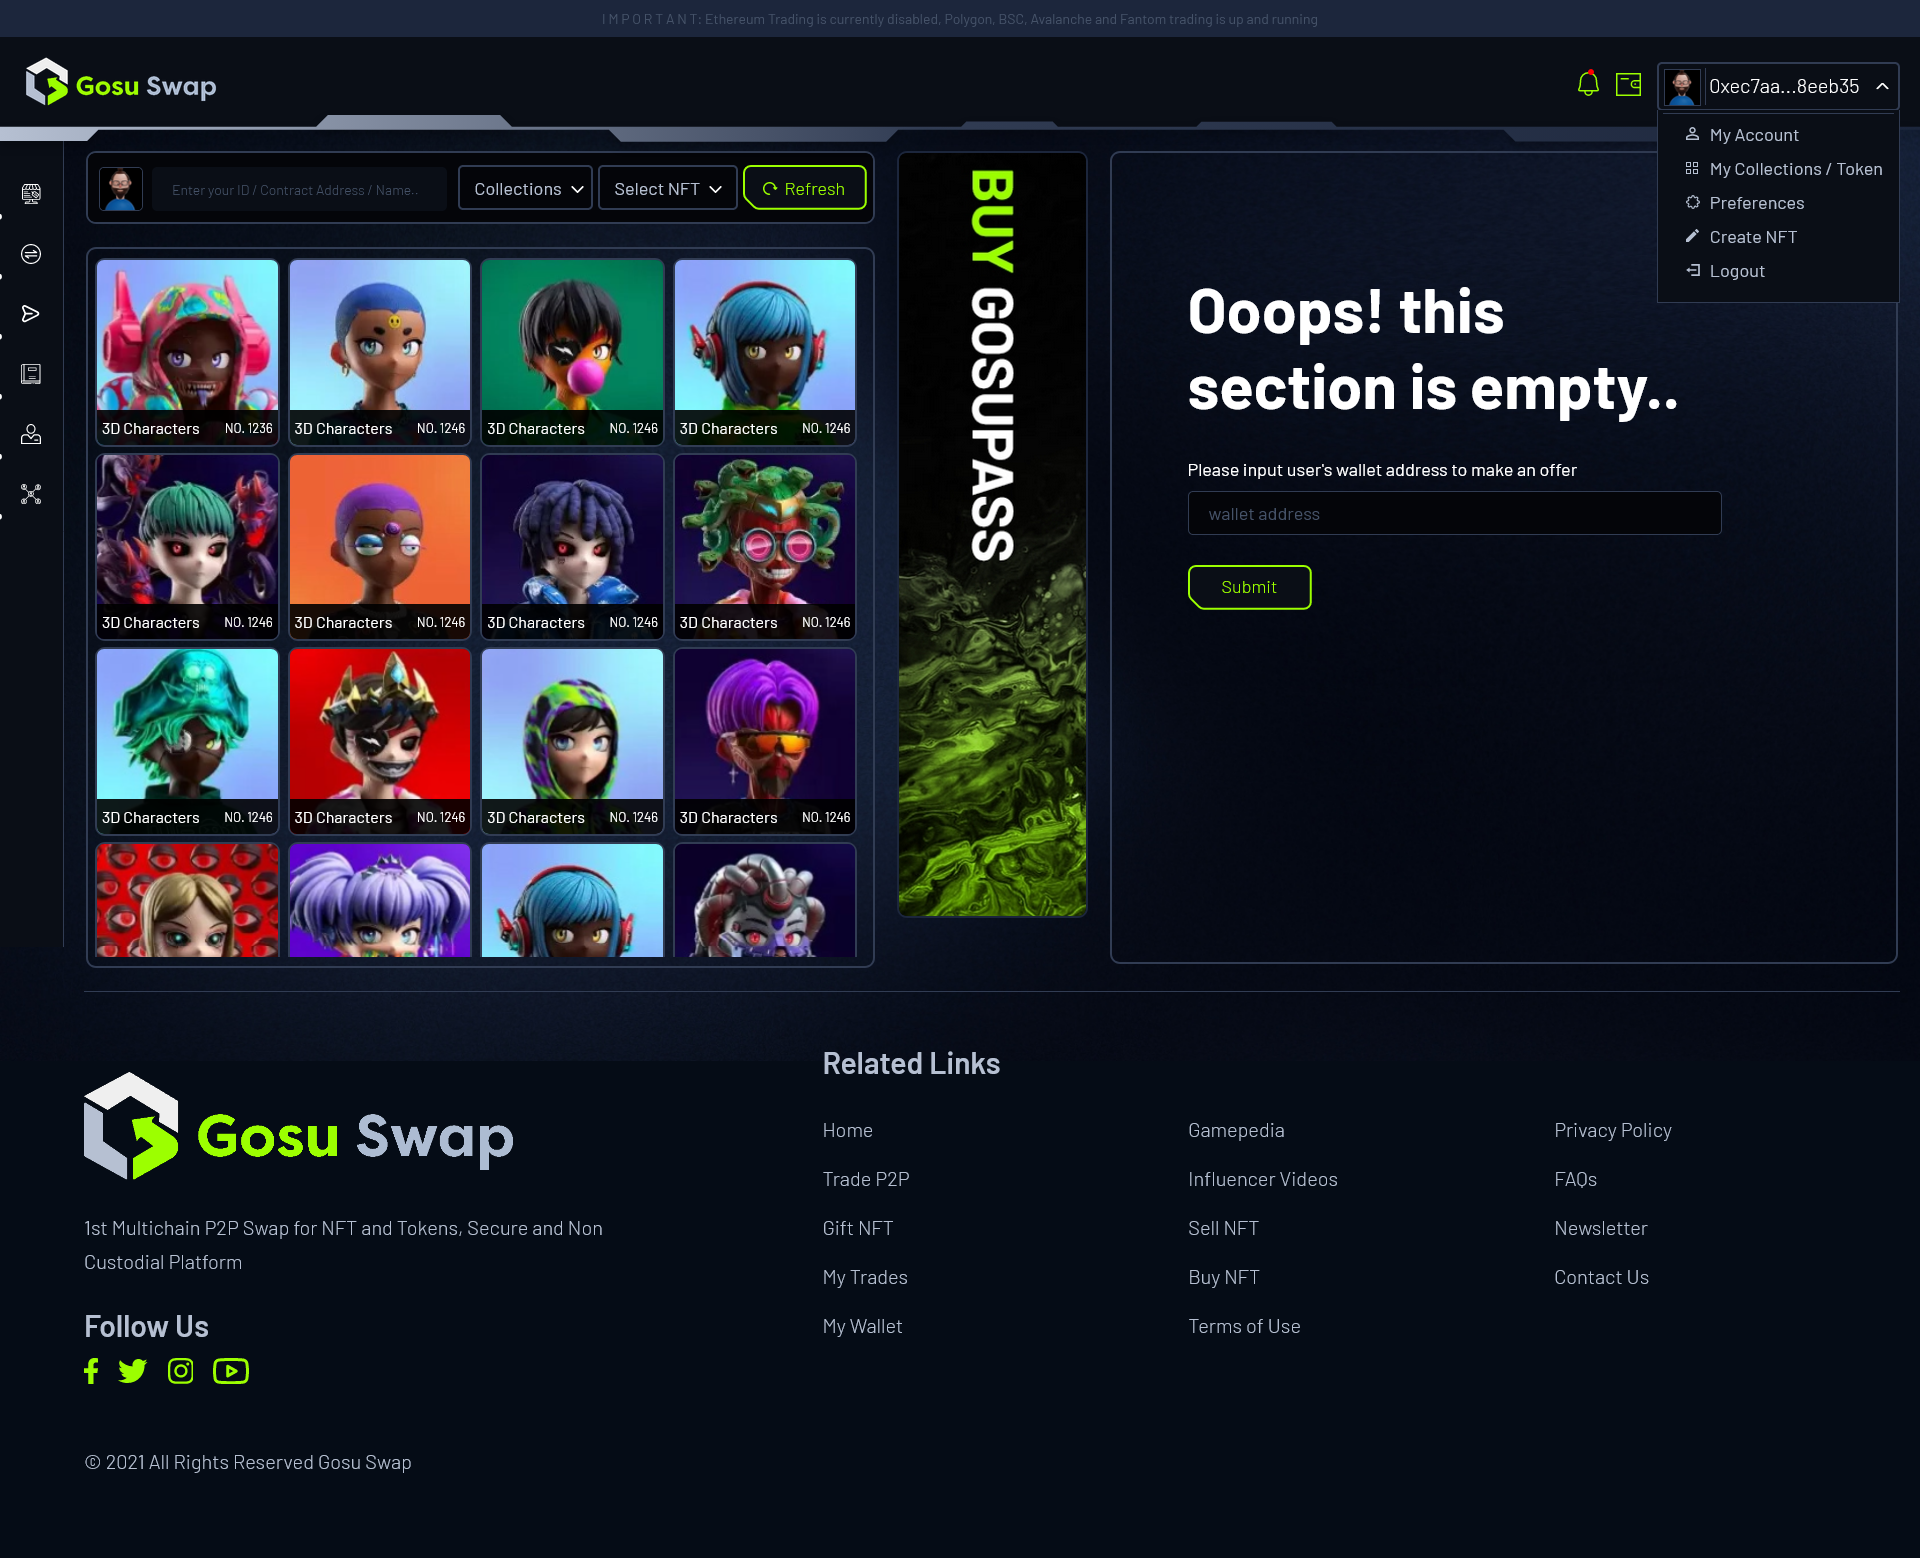 I M P O R T A N T: Ethereum Trading is currently disabled, Polygon, BSC, Avalanche and Fantom trading is up and running
Gosu Swap
0xec7aa...8eeb35
My Account
My Collections / Token
Preferences
Create NFT
Logout
Enter your ID / Contract Address / Name..
Collections
Select NFT
Refresh
3D Characters NO. 1236
3D Characters NO. 1246
3D Characters NO. 1246
3D Characters NO. 1246
3D Characters NO. 1246
3D Characters NO. 1246
3D Characters NO. 1246
3D Characters NO. 1246
3D Characters NO. 1246
3D Characters NO. 1246
3D Characters NO. 1246
3D Characters NO. 1246
BUY GOSUPASS
Ooops! this
section is empty..
Please input user's wallet address to make an offer
wallet address
Submit
Gosu Swap
1st Multichain P2P Swap for NFT and Tokens, Secure and Non
Custodial Platform
Follow Us
© 2021 All Rights Reserved Gosu Swap
Related Links
Home
Trade P2P
Gift NFT
My Trades
My Wallet
Gamepedia
Influencer Videos
Sell NFT
Buy NFT
Terms of Use
Privacy Policy
FAQs
Newsletter
Contact Us